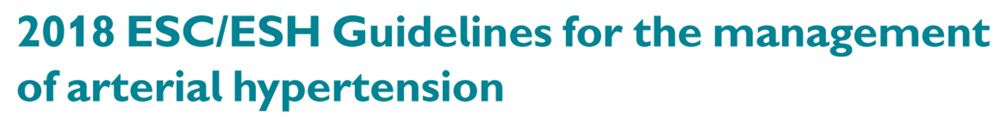 2018 ESC/ESH Guidelines for the management
of arterial hypertension